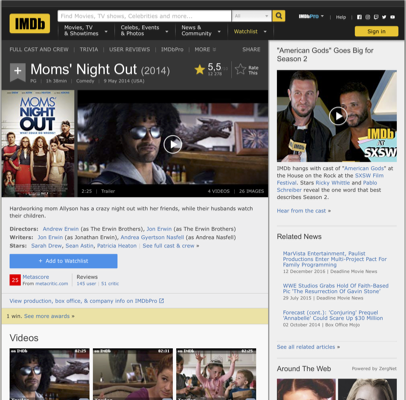 IMDb
Find Movies, TV shows, Celebrities and more...
All
IMDbPro
Help
Movies, TV & Showtimes
Celebs, Events & Photos
News & Community
Watchlist
Sign in
FULL CAST AND CREW | TRIVIA | USER REVIEWS | IMDbPro | MORE
SHARE
Moms' Night Out (2014)
PG | 1h 38min | Comedy | 9 May 2014 (USA)
5,5
Rate This
MOMS'
NIGHT
OUT
2:25 | Trailer
4 VIDEOS | 26 IMAGES
Hardworking mom Allyson has a crazy night out with her friends, while their husbands watch
their children.
Directors: Andrew Erwin (as The Erwin Brothers), Jon Erwin (as The Erwin Brothers)
Writers: Jon Erwin (as Jonathan Erwin), Andrea Gyertson Nasfell (as Andrea Nasfell)
Stars: Sarah Drew, Sean Astin, Patricia Heaton | See full cast & crew »
+ Add to Watchlist
25
Metascore
From metacritic.com
Reviews
145 user | 51 critic
View production, box office, & company info on IMDbPro
1 win. See more awards »
Videos
"American Gods" Goes Big for
Season 2
IMDb
AT
SXSW
IMDb hangs with cast of "American Gods" at
the House on the Rock at the SXSW Film
Festival. Stars Ricky Whittle and Pablo
Schreiber reveal the one word that best
describes Season 2.
Hear from the cast »
Related News
MarVista Entertainment, Paulist
Productions Enter Multi-Project Pact For
Family Programming
12 December 2016 | Deadline Movie News
WWE Studios Grabs Hold Of Faith-Based
Pic 'The Resurrection Of Gavin Stone'
29 July 2015 | Deadline Movie News
Forecast (cont.): 'Conjuring' Prequel
'Annabelle' Could Scare Up $30 Million
02 October 2014 | Box Office Mojo
See all related articles »
Around The Web
Powered by ZergNet